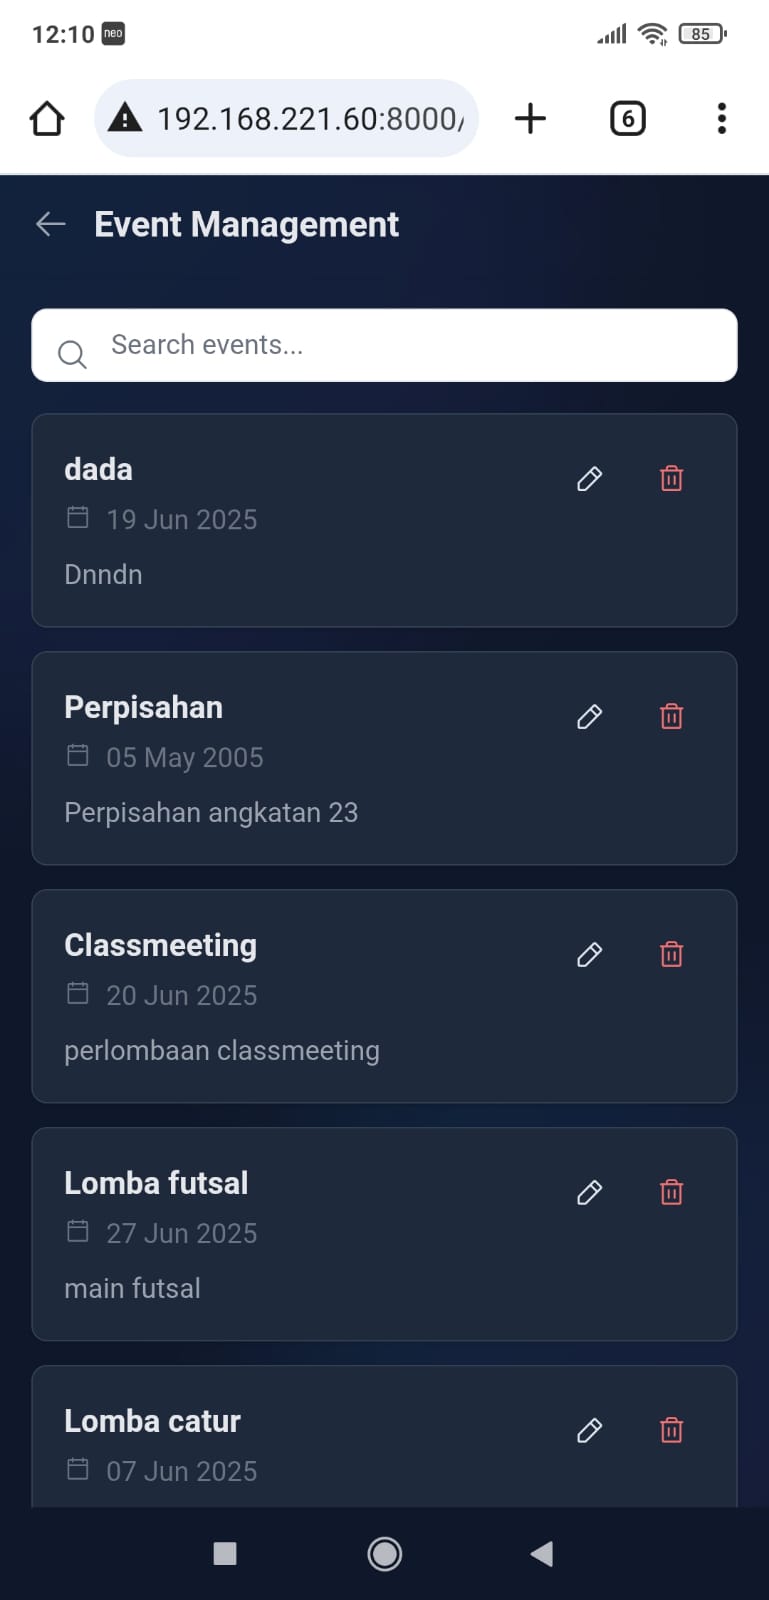 12:10 neo 85
192.168.221.60:8000/ 6
Event Management
Search events...
dada
19 Jun 2025
Dnndn
Perpisahan
05 May 2005
Perpisahan angkatan 23
Classmeeting
20 Jun 2025
perlombaan classmeeting
Lomba futsal
27 Jun 2025
main futsal
Lomba catur
07 Jun 2025